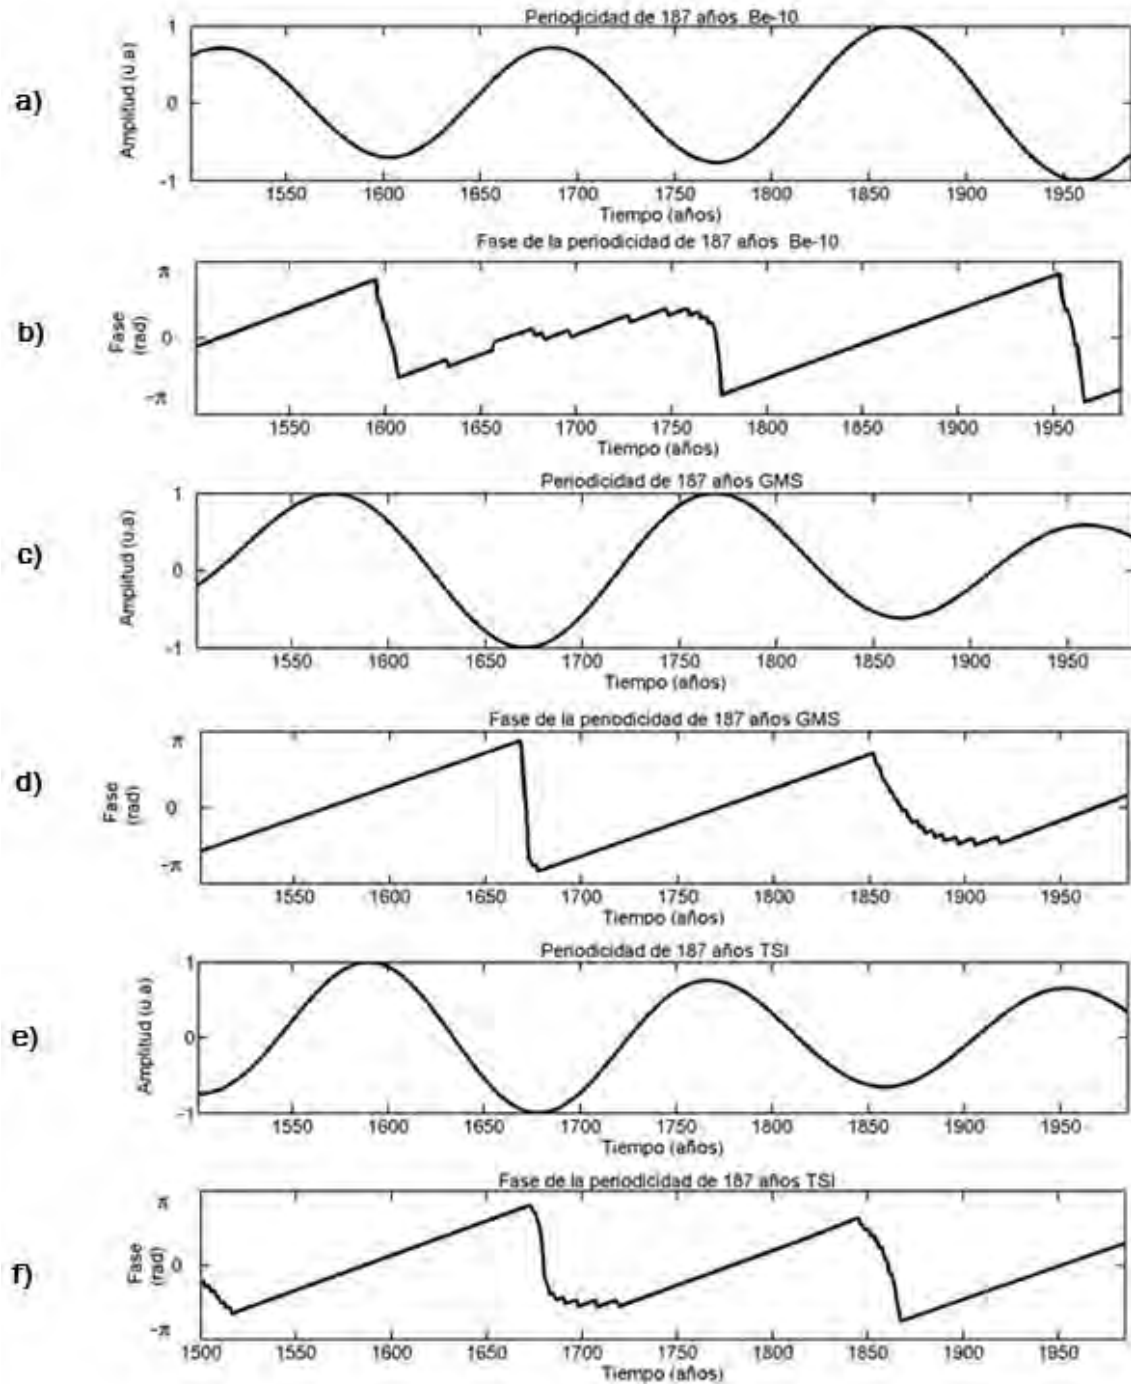 Periodicidad de 187 años Be-10
a)
Amplitud (u.a)
1
0
-1
1550 1600 1650 1700 1750 1800 1850 1900 1950
Tiempo (años)
Fase de la periodicidad de 187 años Be-10
b)
Fase
(rad)
π
0
-π
1550 1600 1650 1700 1750 1800 1850 1900 1950
Tiempo (años)
Periodicidad de 187 años GMS
c)
Amplitud (u.a)
1
0
-1
1550 1600 1650 1700 1750 1800 1850 1900 1950
Tiempo (años)
Fase de la periodicidad de 187 años GMS
d)
Fase
(rad)
π
0
-π
1550 1600 1650 1700 1750 1800 1850 1900 1950
Tiempo (años)
Periodicidad de 187 años TSI
e)
Amplitud (u.a)
1
0
-1
1550 1600 1650 1700 1750 1800 1850 1900 1950
Tiempo (años)
Fase de la periodicidad de 187 años TSI
f)
Fase
(rad)
π
0
-π
1500 1550 1600 1650 1700 1750 1800 1850 1900 1950
Tiempo (años)